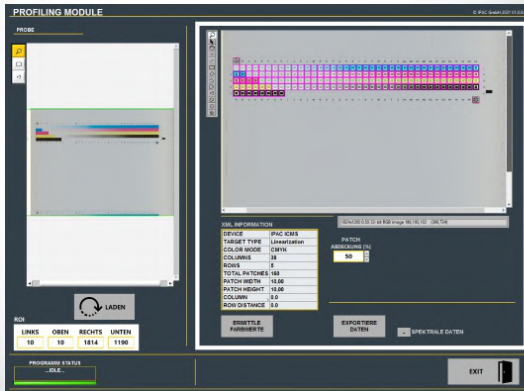 PROFILING MODULE
PROBE
LADEN
ROI
LINKS OBEN RECHTS UNTEN
10 10 1814 1190
PROGRAMM STATUS
...IDLE...
XML INFORMATION
DEVICE IPAC ICMS
TARGET TYPE Linearization
COLOR MODE CMYK
COLUMNS 38
ROWS 5
TOTAL PATCHES 160
PATCH WIDTH 10,00
PATCH HEIGHT 10,00
COLUMN 0.0
ROW DISTANCE 0.0
PATCH
ABDECKUNG [%]
50
ERMITTLE
FARBWERTE
EXPORTIERE
DATEN
SPEKTRALE DATEN
EXIT